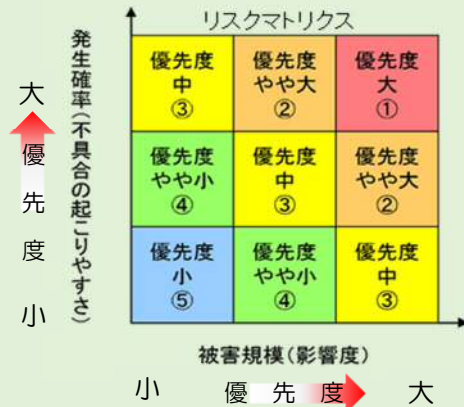 リスクマトリクス
発生確率(不具合の起こりやすさ)
大
優先度
小
優先度
中
③
優先度
やや大
②
優先度
大
①
優先度
やや小
④
優先度
中
③
優先度
やや大
②
優先度
小
⑤
優先度
やや小
④
優先度
中
③
被害規模(影響度)
小 優先度 大